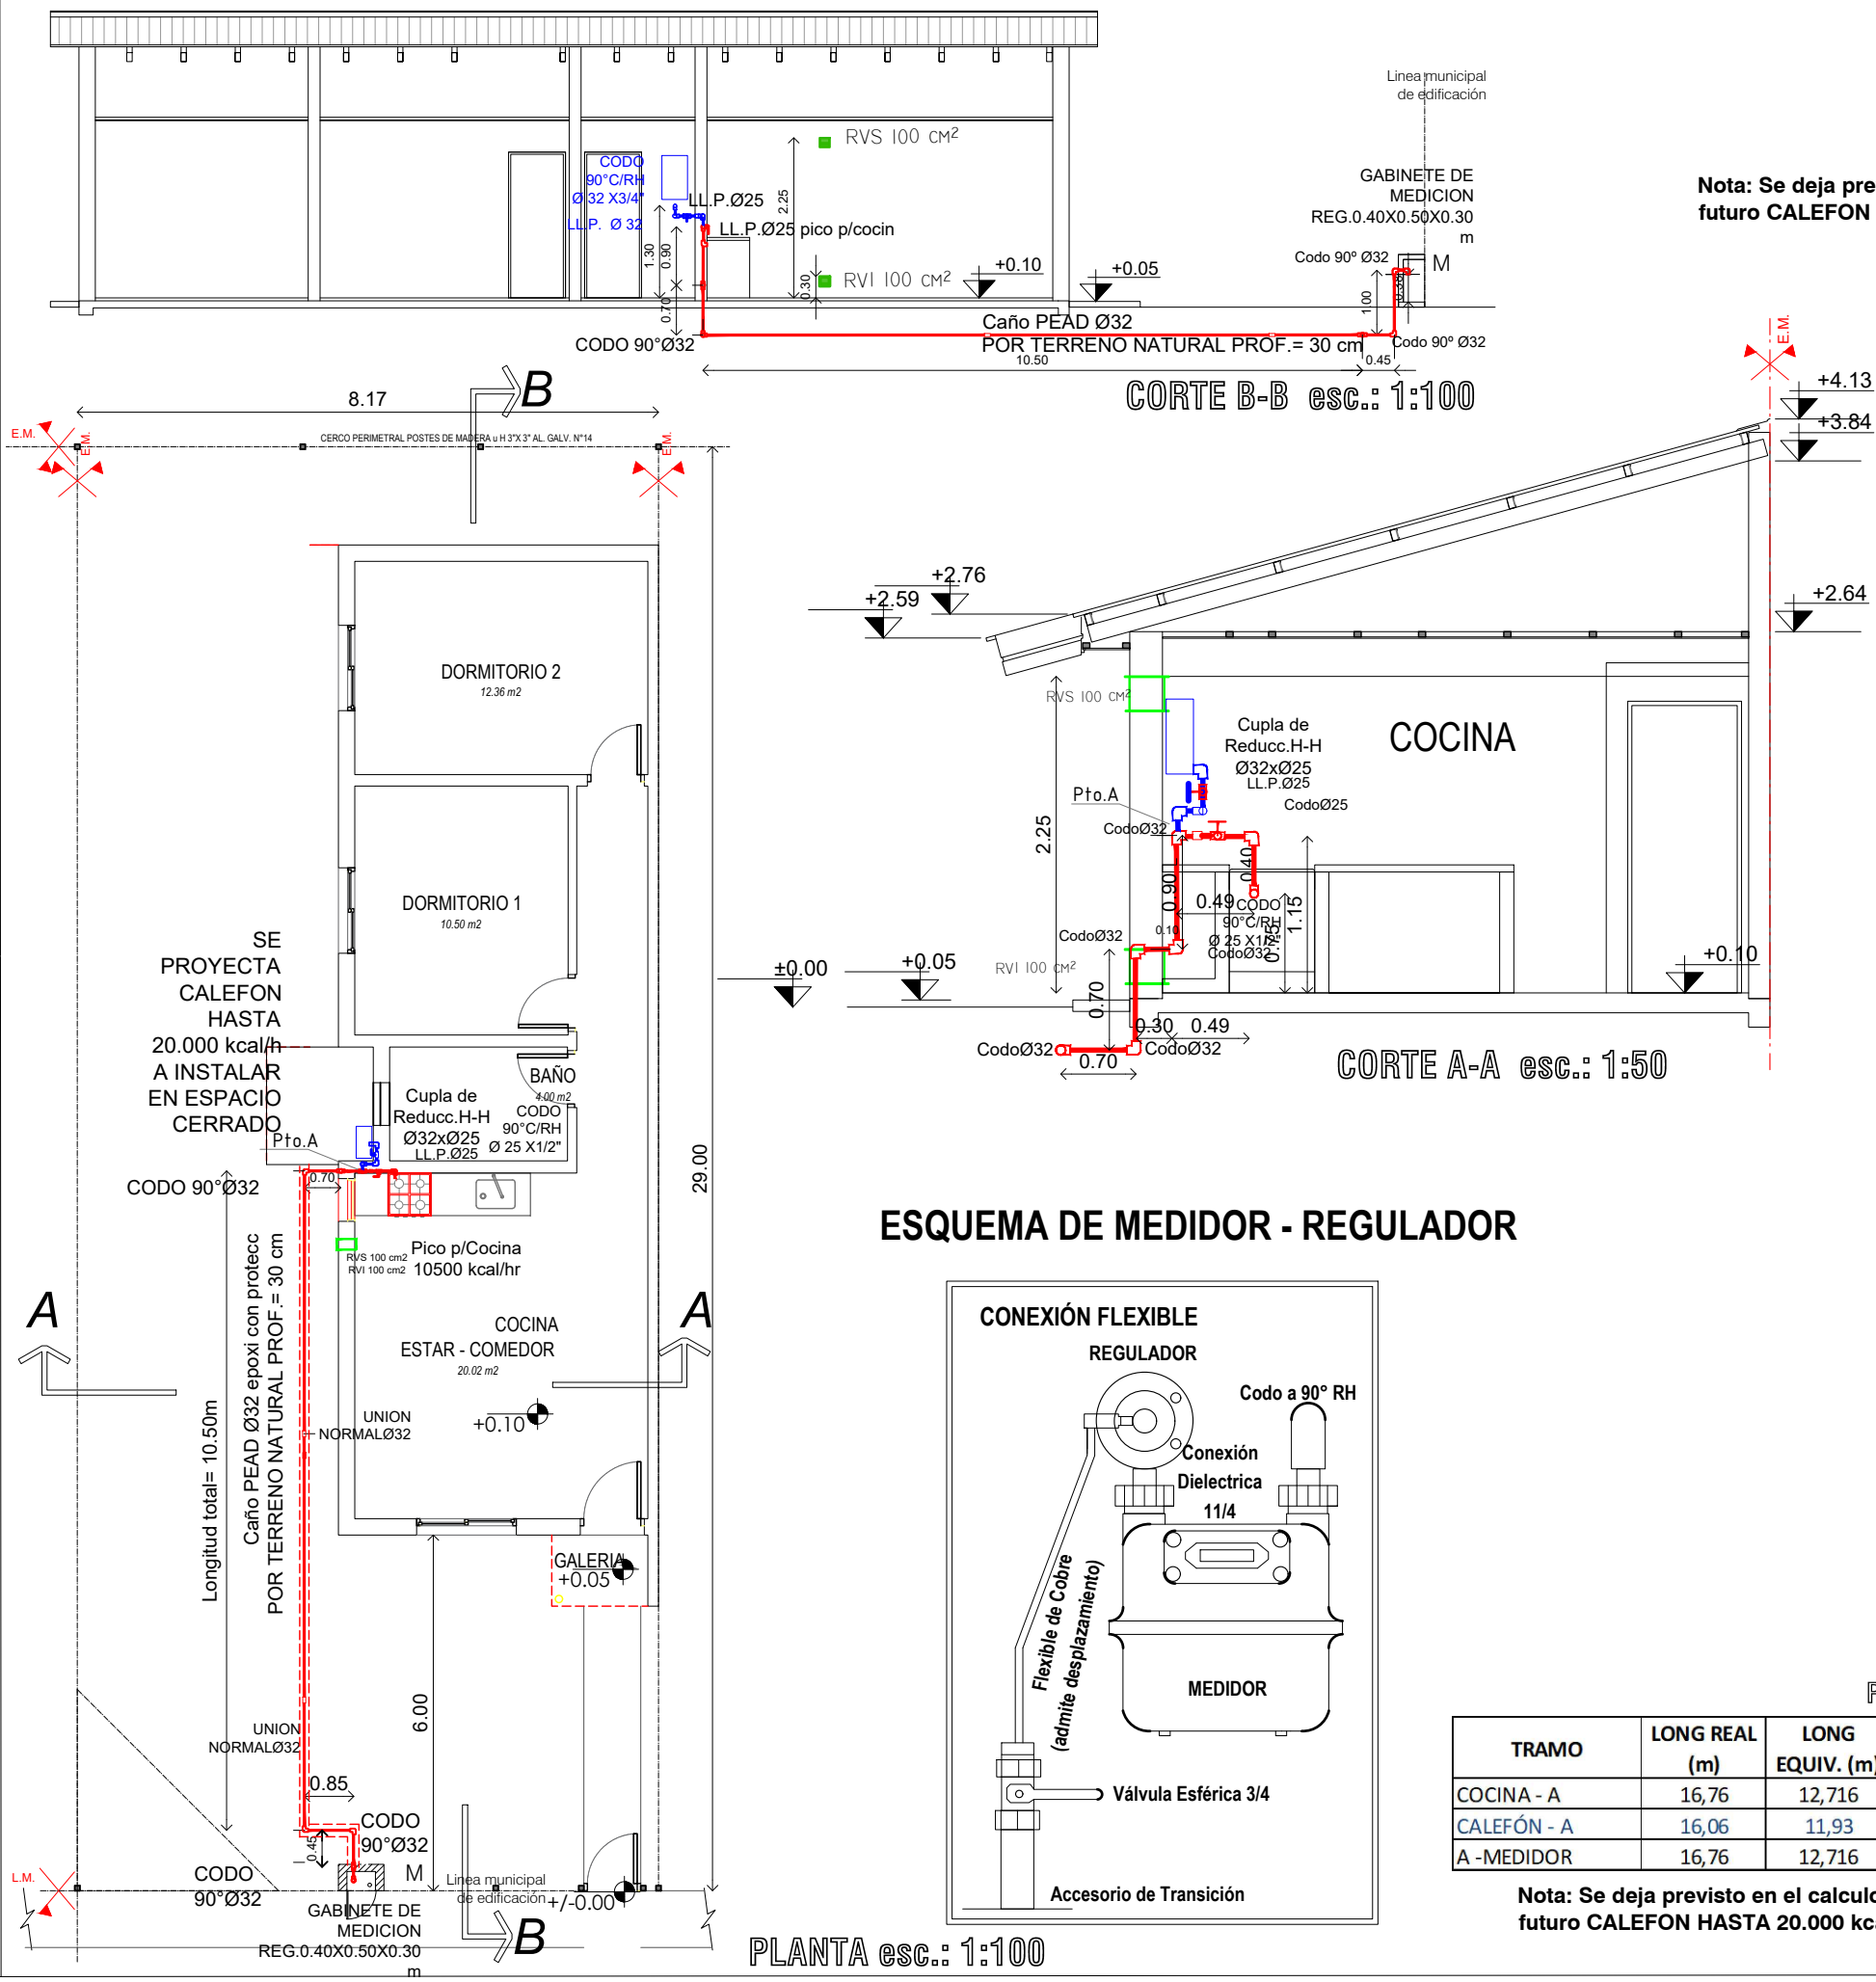 Linea municipal
de edificación
RVS 100 CM²
CODO
90°C/RH
Ø 32 X3/4"
LL.P. Ø 32
LL.P.Ø25
LL.P.Ø25 pico p/cocin
2.25
1.30
0.90
0.30
0.70
RVI 100 CM²
+0.10
+0.05
GABINETE DE
MEDICION
REG.0.40X0.50X0.30
m
Codo 90º Ø32
M
1.00
Caño PEAD Ø32
POR TERRENO NATURAL PROF.= 30 cm
CODO 90°Ø32
Codo 90º Ø32
10.50
0.45
CORTE B-B esc.: 1:100
Nota: Se deja pre
futuro CALEFON
8.17
B
E.M.
E.M.
E.M.
CERCO PERIMETRAL POSTES DE MADERA u H 3"X 3" AL. GALV. N°14
DORMITORIO 2
12.36 m2
DORMITORIO 1
10.50 m2
SE
PROYECTA
CALEFON
HASTA
20.000 kcal/h
A INSTALAR
EN ESPACIO
CERRADO
BAÑO
4.00 m2
Cupla de
Reducc.H-H
Ø32xØ25
LL.P.Ø25
CODO
90°C/RH
Ø 25 X1/2"
Pto.A
CODO 90°Ø32
0.70
29.00
RVS 100 cm2
RVI 100 cm2
Pico p/Cocina
10500 kcal/hr
A
A
COCINA
ESTAR - COMEDOR
20.02 m2
Longitud total= 10.50m
Caño PEAD Ø32 epoxi con protecc
POR TERRENO NATURAL PROF.= 30 cm
UNION
NORMALØ32
+0.10
GALERIA
+0.05
6.00
UNION
NORMALØ32
0.85
0.45
CODO
90°Ø32
CODO
90°Ø32
M
L.M.
Linea municipal
de edificación
+/-0.00
GABINETE DE
MEDICION
REG.0.40X0.50X0.30
m
B
PLANTA esc.: 1:100
E.M.
+4.13
+3.84
+2.76
+2.59
+2.64
RVS 100 CM²
Cupla de
Reducc.H-H
Ø32xØ25
LL.P.Ø25
COCINA
Pto.A
CodoØ25
CodoØ32
2.25
0.90
0.40
0.49
1.15
CODO
90°C/RH
Ø 25 X1/2"
CodoØ32
CodoØ32
0.10
RVI 100 CM²
±0.00
+0.05
+0.10
0.70
0.30
0.49
CodoØ32
CodoØ32
0.70
CORTE A-A esc.: 1:50
ESQUEMA DE MEDIDOR - REGULADOR
CONEXIÓN FLEXIBLE
REGULADOR
Codo a 90° RH
Conexión
Dielectrica
11/4
Flexible de Cobre
(admite desplazamiento)
MEDIDOR
Válvula Esférica 3/4
Accesorio de Transición
TRAMO LONG REAL (m) LONG EQUIV. (m)
COCINA - A 16,76 12,716
CALEFÓN - A 16,06 11,93
A -MEDIDOR 16,76 12,716
Nota: Se deja previsto en el calculo
futuro CALEFON HASTA 20.000 kc